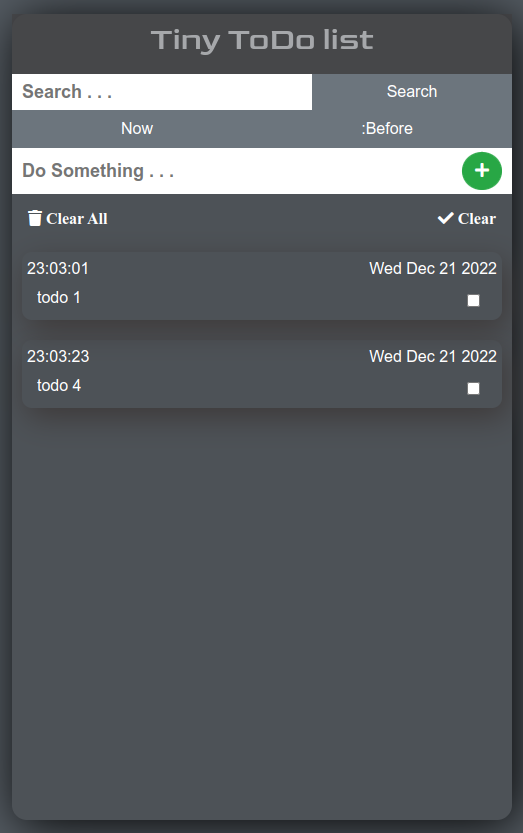 Tiny ToDo list
Search . . . Search
Now :Before
Do Something . . .
Clear All Clear
23:03:01 Wed Dec 21 2022
todo 1
23:03:23 Wed Dec 21 2022
todo 4